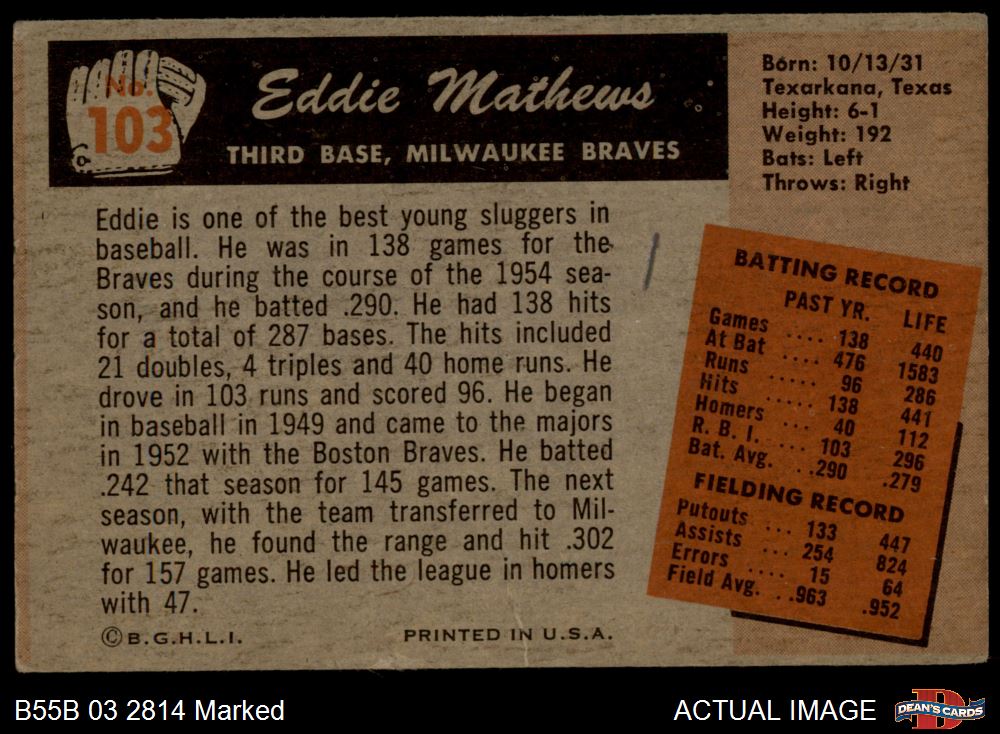 No.
103
Eddie Mathews
THIRD BASE, MILWAUKEE BRAVES
Born: 10/13/31
Texarkana, Texas
Height: 6-1
Weight: 192
Bats: Left
Throws: Right
Eddie is one of the best young sluggers in
baseball. He was in 138 games for the
Braves during the course of the 1954 sea-
son, and he batted .290. He had 138 hits
for a total of 287 bases. The hits included
21 doubles, 4 triples and 40 home runs. He
drove in 103 runs and scored 96. He began
in baseball in 1949 and came to the majors
in 1952 with the Boston Braves. He batted
.242 that season for 145 games. The next
season, with the team transferred to Mil-
waukee, he found the range and hit .302
for 157 games. He led the league in homers
with 47.
©B.G.H.L.I. PRINTED IN U.S.A.
BATTING RECORD
PAST YR. LIFE
Games .... 138 440
At Bat .... 476 1583
Runs ..... 96 286
Hits ..... 138 441
Homers .... 40 112
R. B. I. ... 103 296
Bat. Avg. ..290 .279
FIELDING RECORD
Putouts ... 133 447
Assists ... 254 824
Errors .... 15 64
Field Avg. ..963 .952
B55B 03 2814 Marked ACTUAL IMAGE DEAN'S CARDS